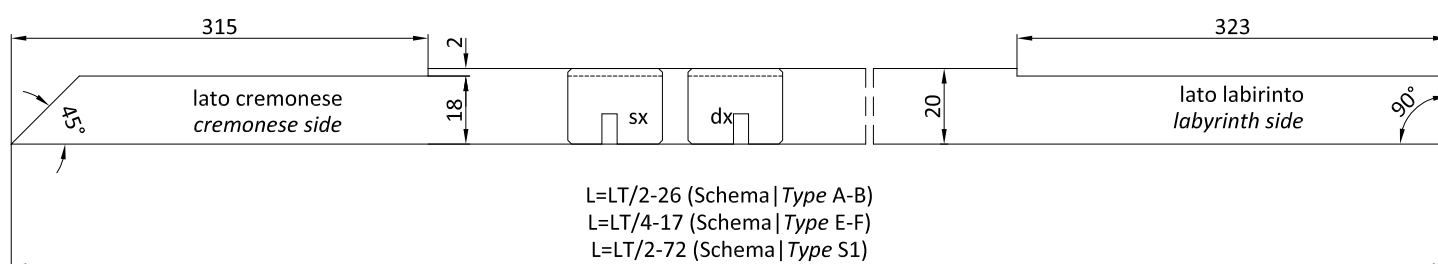 315
323
2
lato cremonese
cremonese side
45°
18
sx
dx
20
lato labirinto
labyrinth side
90°
L=LT/2-26 (Schema|Type A-B)
L=LT/4-17 (Schema|Type E-F)
L=LT/2-72 (Schema|Type S1)